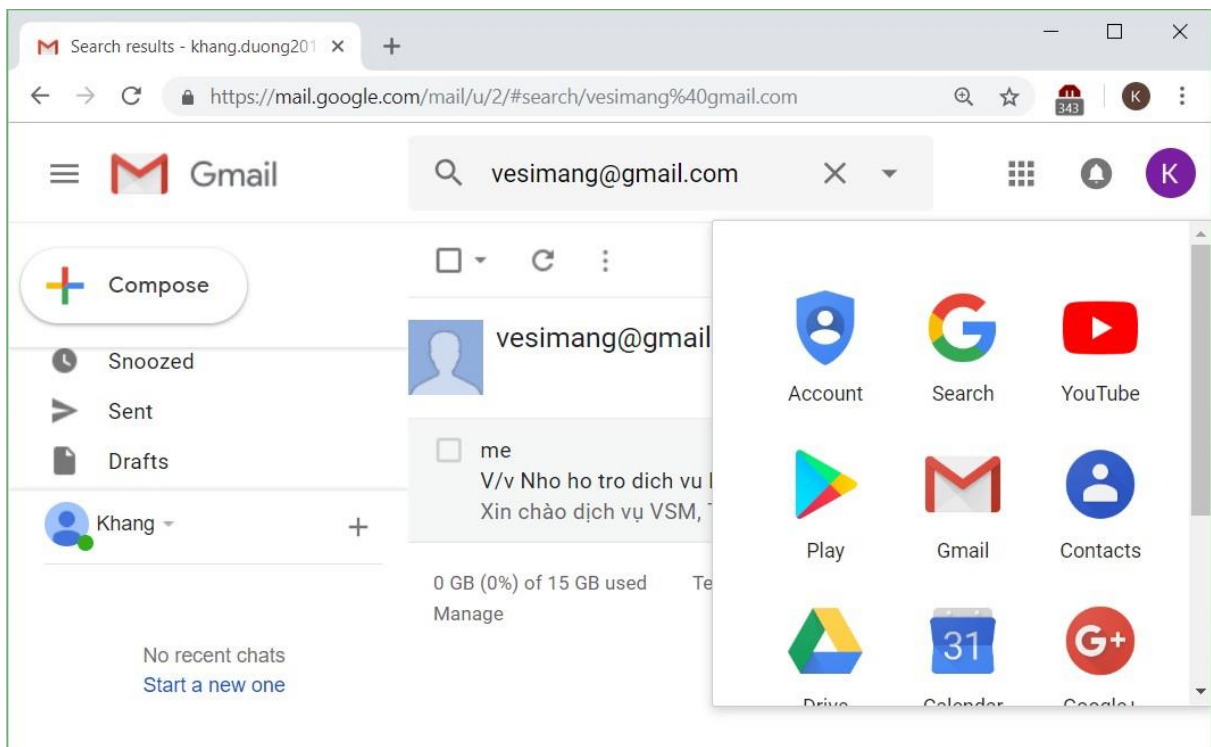 Search results - khang.duong201
https://mail.google.com/mail/u/2/#search/vesimang%40gmail.com
343
K
Gmail
vesimang@gmail.com
K
Compose
Snoozed
Sent
Drafts
Khang
No recent chats
Start a new one
vesimang@gmail
me
V/v Nho ho tro dich vu
Xin chào dịch vụ VSM,
0 GB (0%) of 15 GB used
Manage
Account
Search
YouTube
Play
Gmail
Contacts
31
G+
Drive
Calendar
Google+